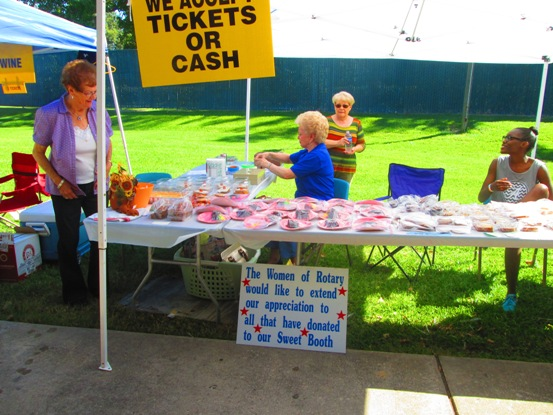 WE ACCEPT
TICKETS
OR
CASH
WINE
The Women of Rotary
would like to extend
our appreciation to
all that have donated
to our Sweet Booth